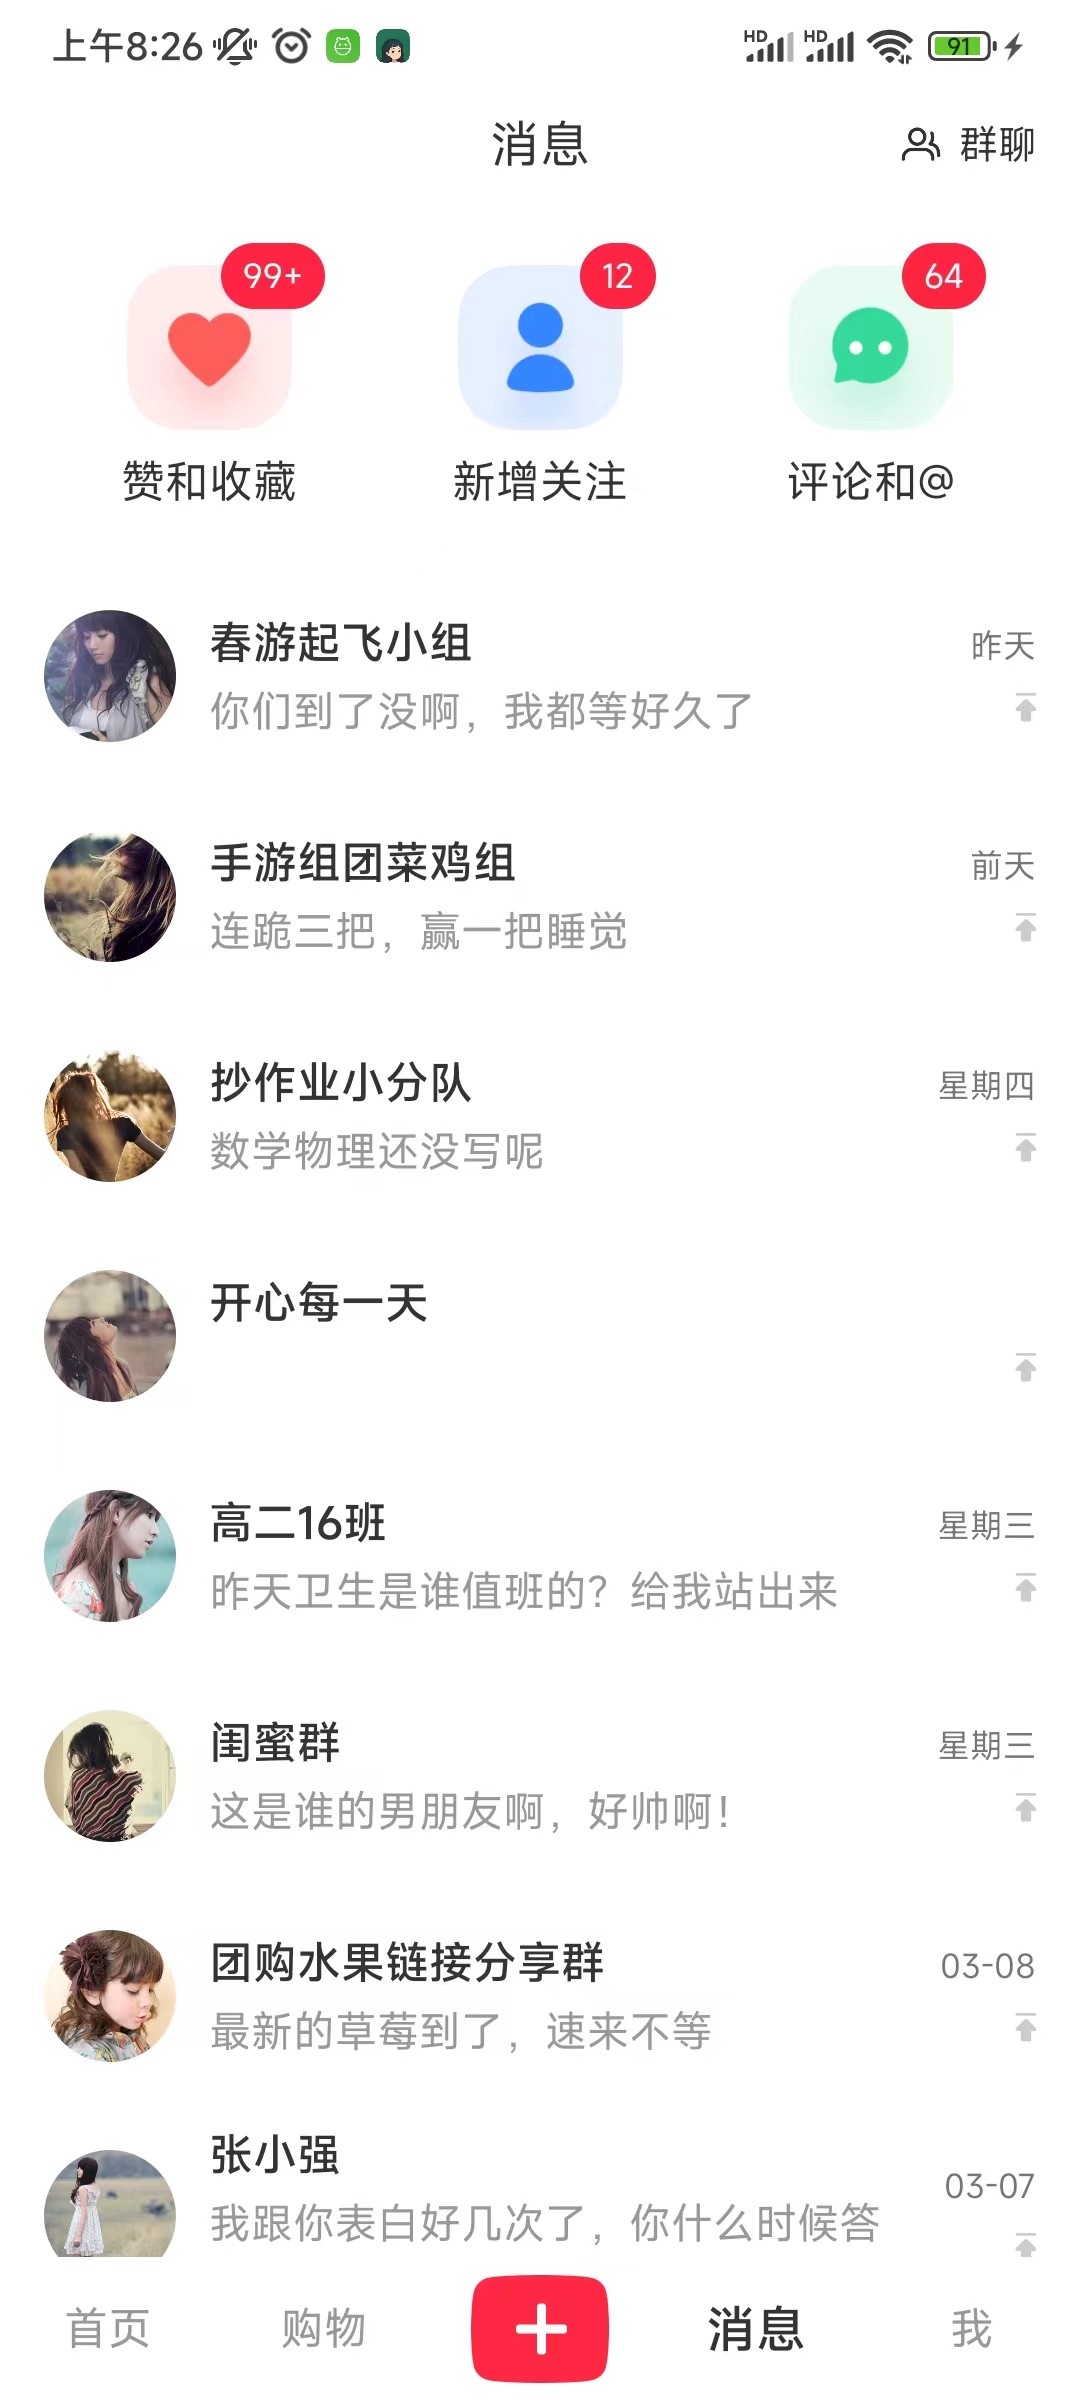 上午8:26
HD HD 91
消息
群聊
99+ 12 64
赞和收藏 新增关注 评论和@
春游起飞小组 昨天
你们到了没啊，我都等好久了
手游组团菜鸡组 前天
连跪三把，赢一把睡觉
抄作业小分队 星期四
数学物理还没写呢
开心每一天
高二16班 星期三
昨天卫生是谁值班的？给我站出来
闺蜜群 星期三
这是谁的男朋友啊，好帅啊！
团购水果链接分享群 03-08
最新的草莓到了，速来不等
张小强 03-07
我跟你表白好几次了，你什么时候答
首页 购物 消息 我